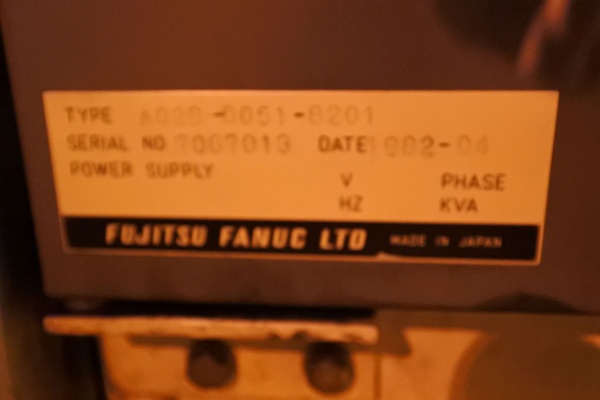 TYPE A02B-0051-B201
SERIAL NO 7007013 DATE 1982-04
POWER SUPPLY
V PHASE
HZ KVA
FUJITSU FANUC LTD MADE IN JAPAN